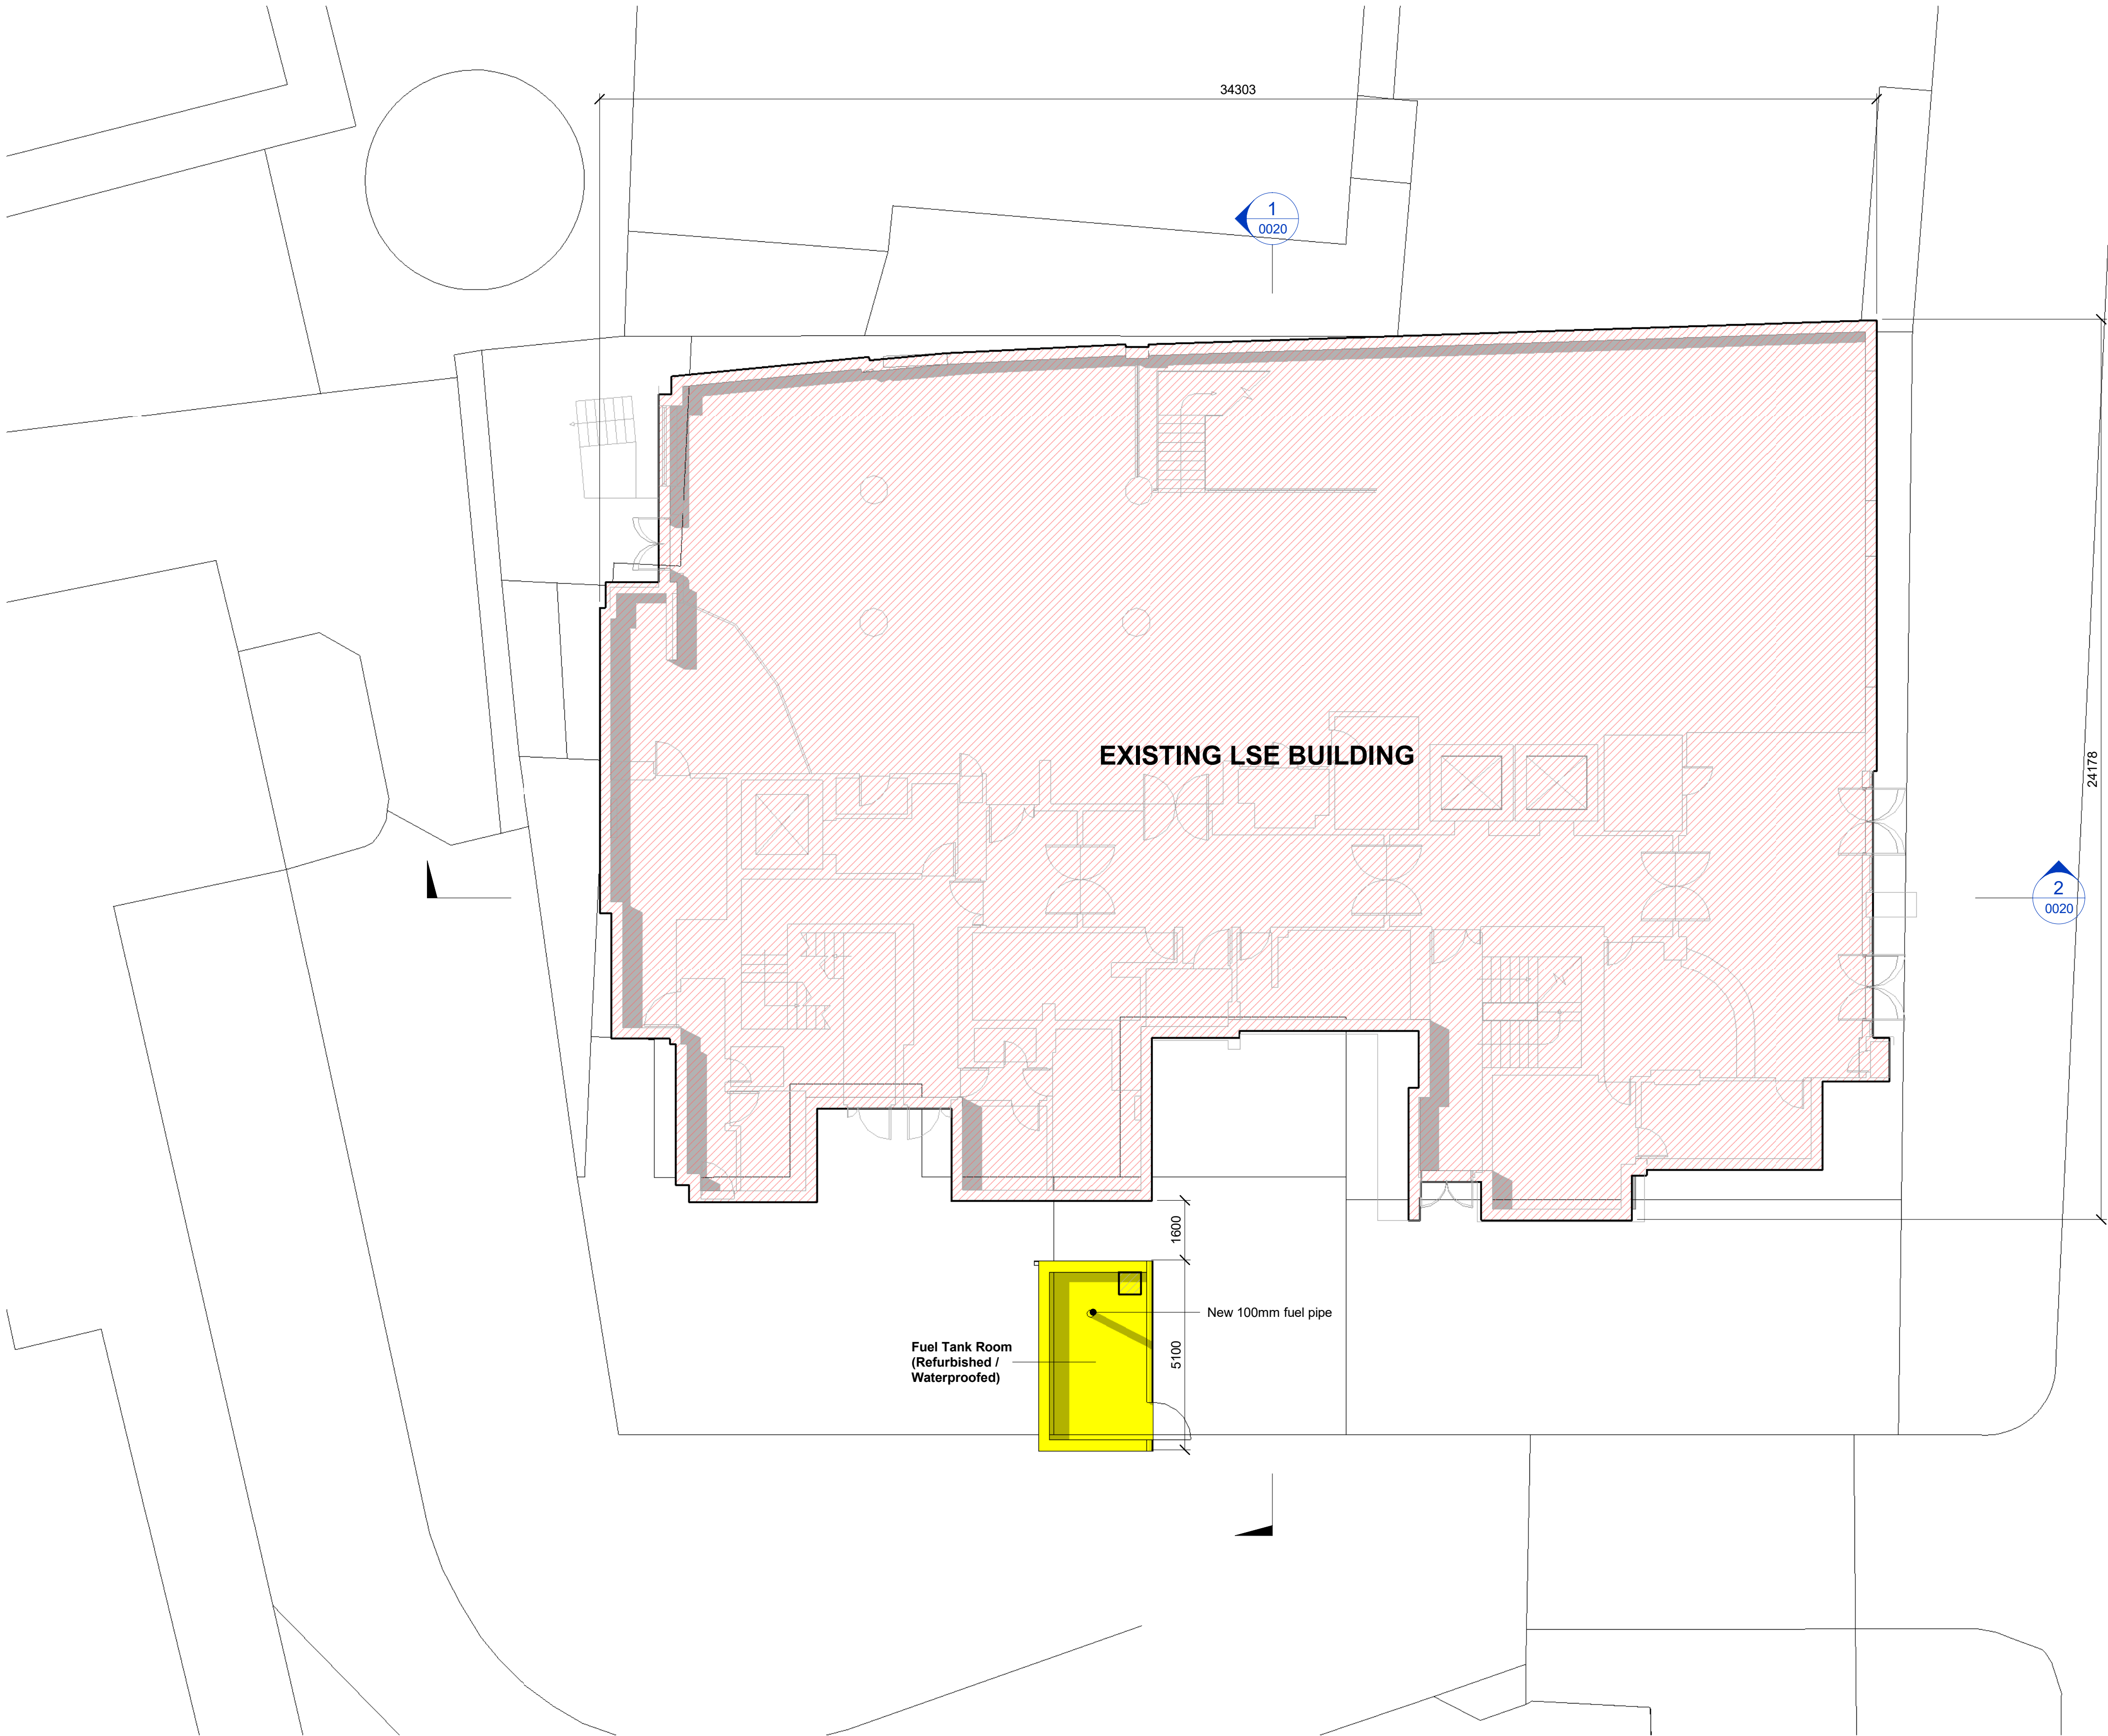 34303
1
0020
EXISTING LSE BUILDING
24178
2
0020
1600
New 100mm fuel pipe
Fuel Tank Room
(Refurbished /
Waterproofed)
5100